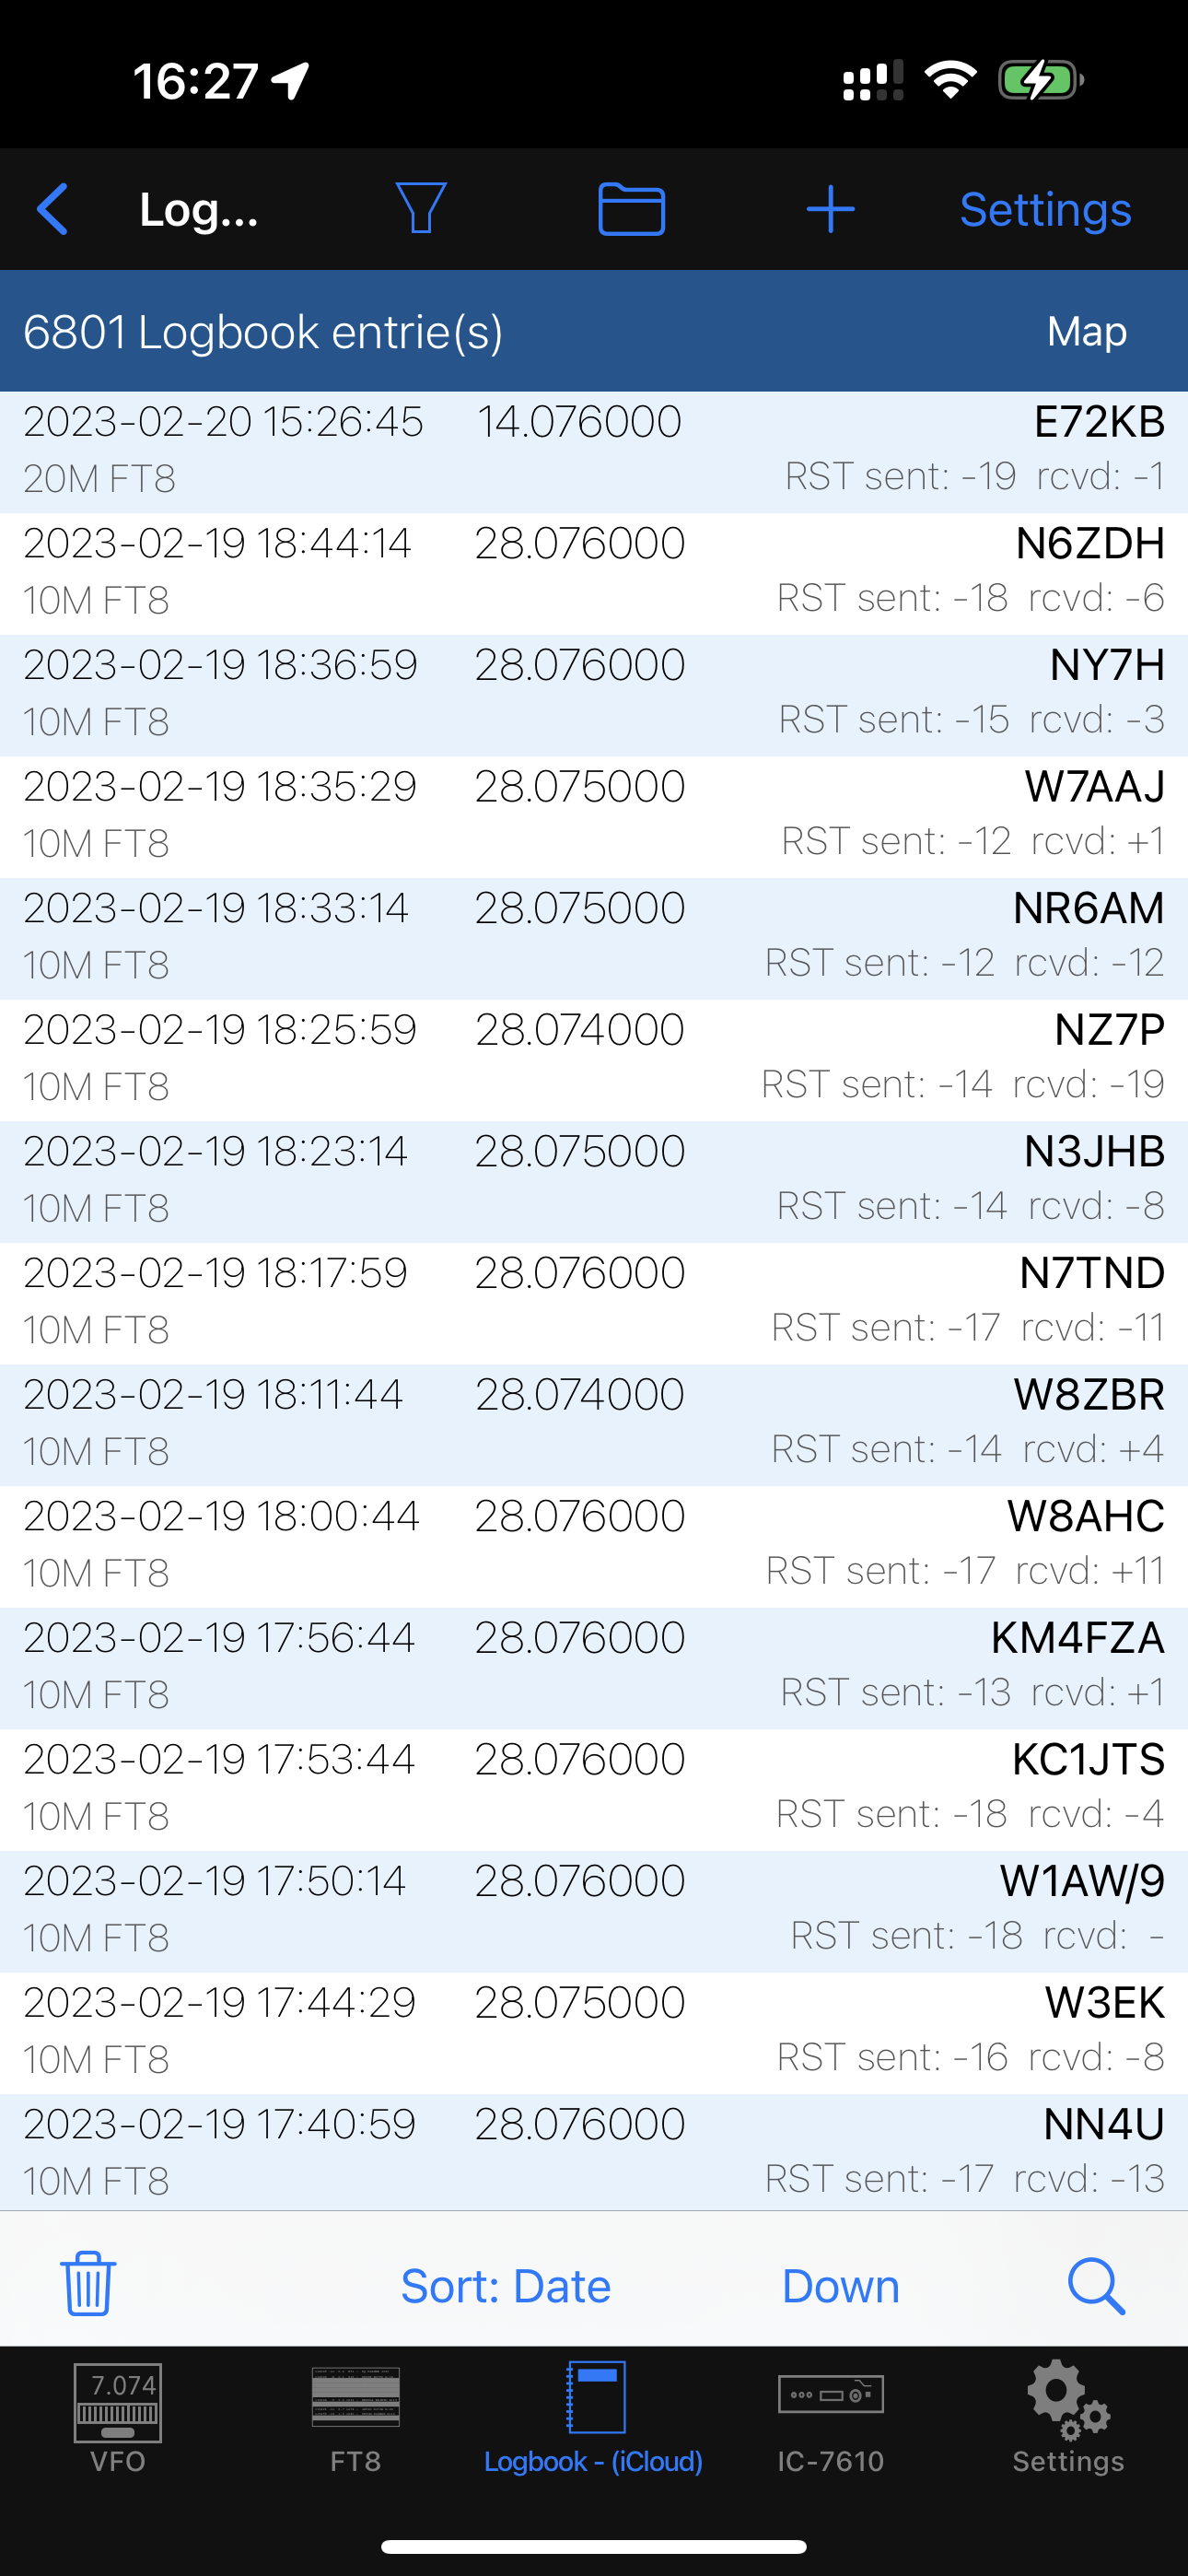 16:27
Log... Settings
6801 Logbook entrie(s) Map
2023-02-20 15:26:45 14.076000 E72KB
20M FT8 RST sent: -19 rcvd: -1
2023-02-19 18:44:14 28.076000 N6ZDH
10M FT8 RST sent: -18 rcvd: -6
2023-02-19 18:36:59 28.076000 NY7H
10M FT8 RST sent: -15 rcvd: -3
2023-02-19 18:35:29 28.075000 W7AAJ
10M FT8 RST sent: -12 rcvd: +1
2023-02-19 18:33:14 28.075000 NR6AM
10M FT8 RST sent: -12 rcvd: -12
2023-02-19 18:25:59 28.074000 NZ7P
10M FT8 RST sent: -14 rcvd: -19
2023-02-19 18:23:14 28.075000 N3JHB
10M FT8 RST sent: -14 rcvd: -8
2023-02-19 18:17:59 28.076000 N7TND
10M FT8 RST sent: -17 rcvd: -11
2023-02-19 18:11:44 28.074000 W8ZBR
10M FT8 RST sent: -14 rcvd: +4
2023-02-19 18:00:44 28.076000 W8AHC
10M FT8 RST sent: -17 rcvd: +11
2023-02-19 17:56:44 28.076000 KM4FZA
10M FT8 RST sent: -13 rcvd: +1
2023-02-19 17:53:44 28.076000 KC1JTS
10M FT8 RST sent: -18 rcvd: -4
2023-02-19 17:50:14 28.076000 W1AW/9
10M FT8 RST sent: -18 rcvd: -
2023-02-19 17:44:29 28.075000 W3EK
10M FT8 RST sent: -16 rcvd: -8
2023-02-19 17:40:59 28.076000 NN4U
10M FT8 RST sent: -17 rcvd: -13
Sort: Date Down
7.074
VFO FT8 Logbook - (iCloud) IC-7610 Settings